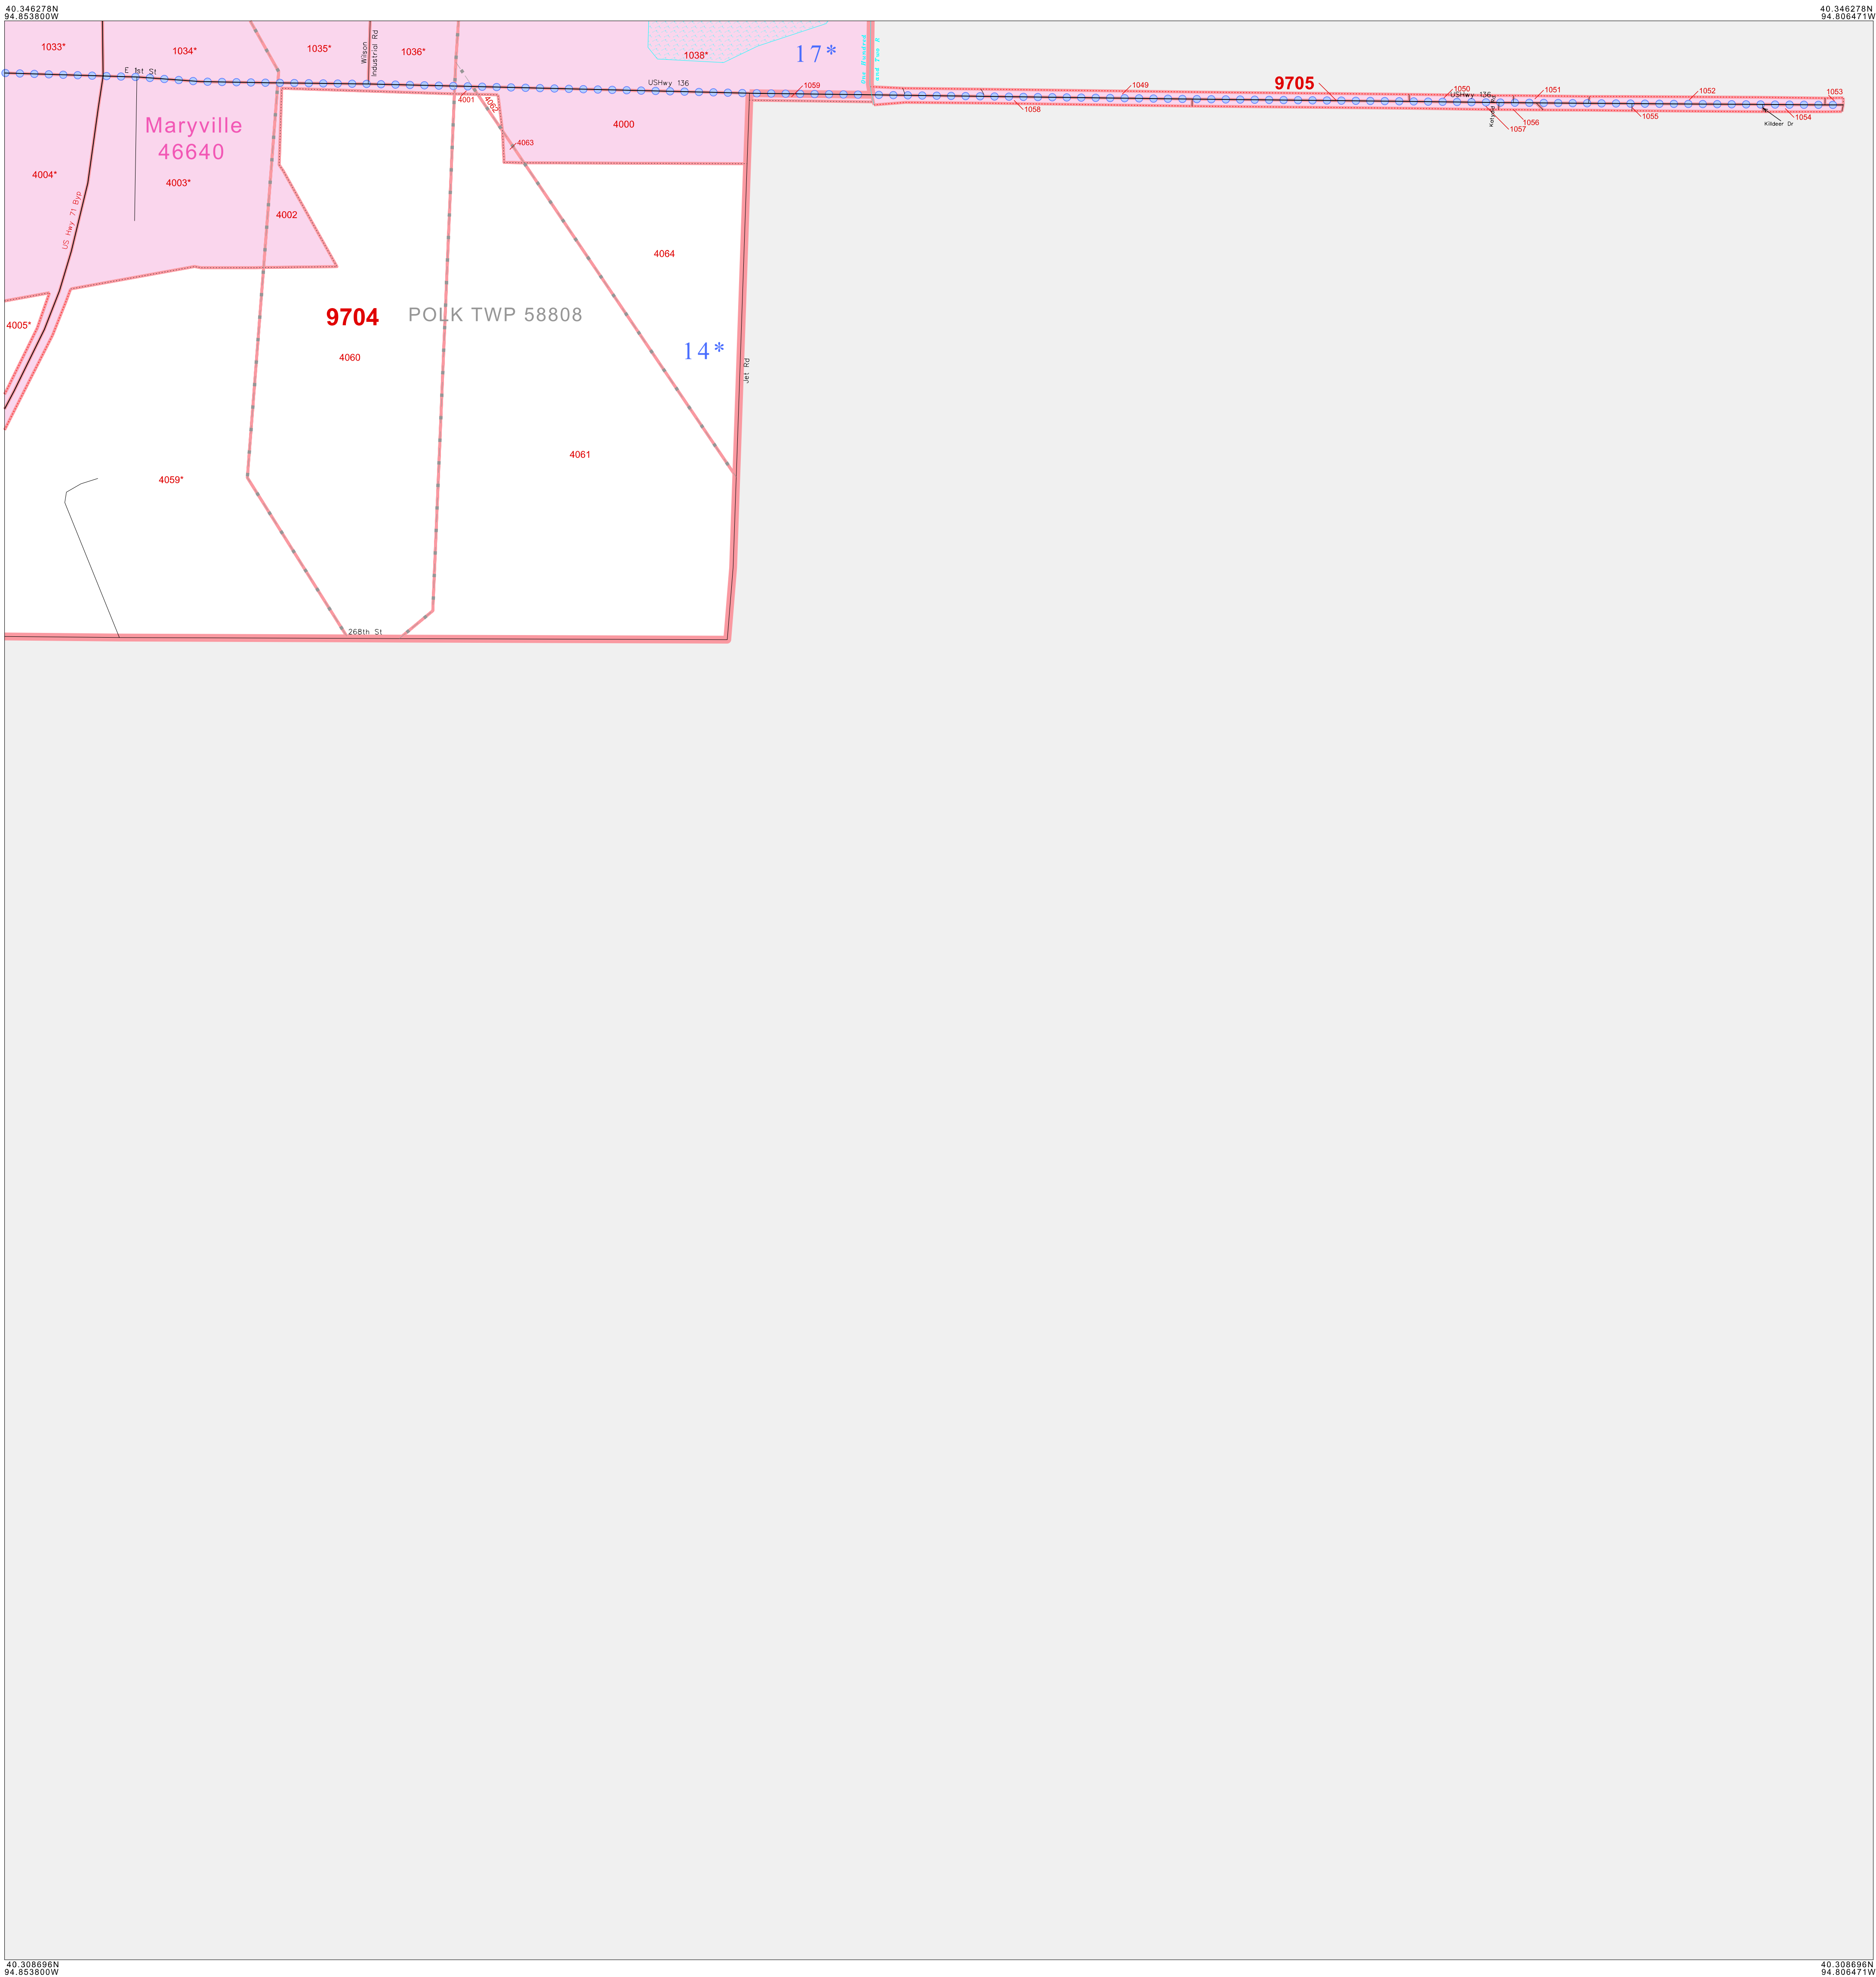 40.346278N
94.853800W
40.346278N
94.806471W
1033*
1034*
1035*
Wilson
Industrial Rd
1036*
1038*
17*
and Two R
E 1st St
USHwy 136
1059
4001
4062
4000
4063
1049
9705
1050
USHwy 136
1051
1052
1053
1058
1057
1056
1055
Killdeer Dr
1054
Maryville
46640
4004*
4003*
US Hwy 71 Byp
4002
4064
4005*
9704
POLK TWP 58808
4060
14*
Jet Rd
4061
4059*
268th St
40.308696N
94.853800W
40.308696N
94.806471W